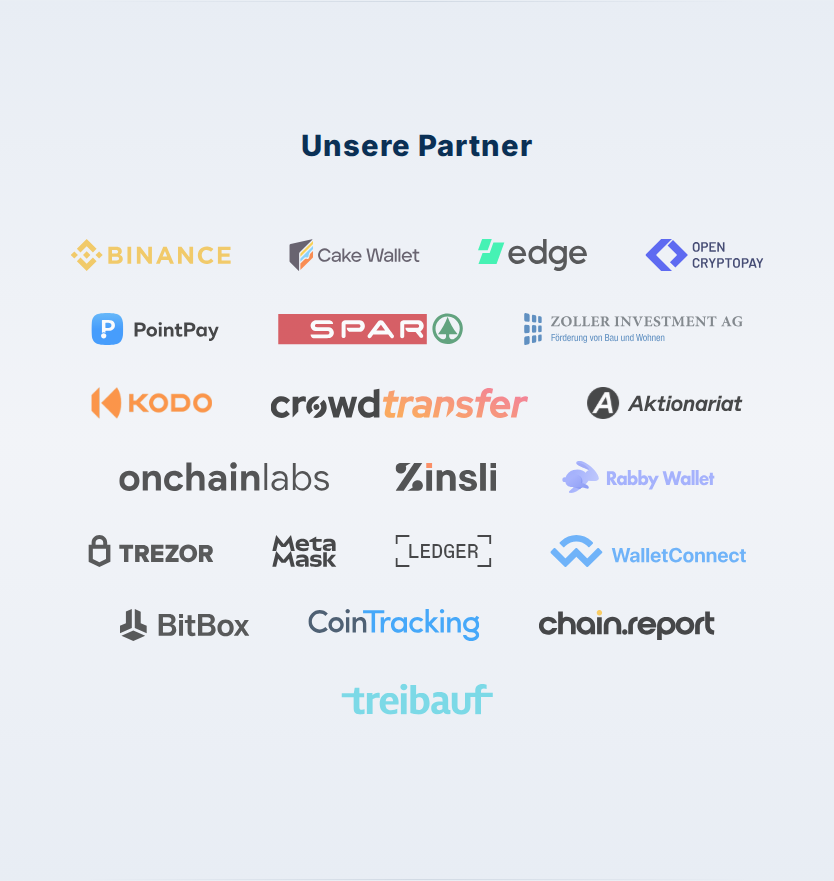 Unsere Partner
BINANCE
Cake Wallet
edge
OPEN
CRYPTOPAY
P
PointPay
SPAR
ZOLLER INVESTMENT AG
Förderung von Bau und Wohnen
KODO
crowdtransfer
A
Aktionariat
onchainlabs
Zinsli
Rabby Wallet
TREZOR
Meta
Mask
LEDGER
WalletConnect
BitBox
CoinTracking
chain.report
treibauf